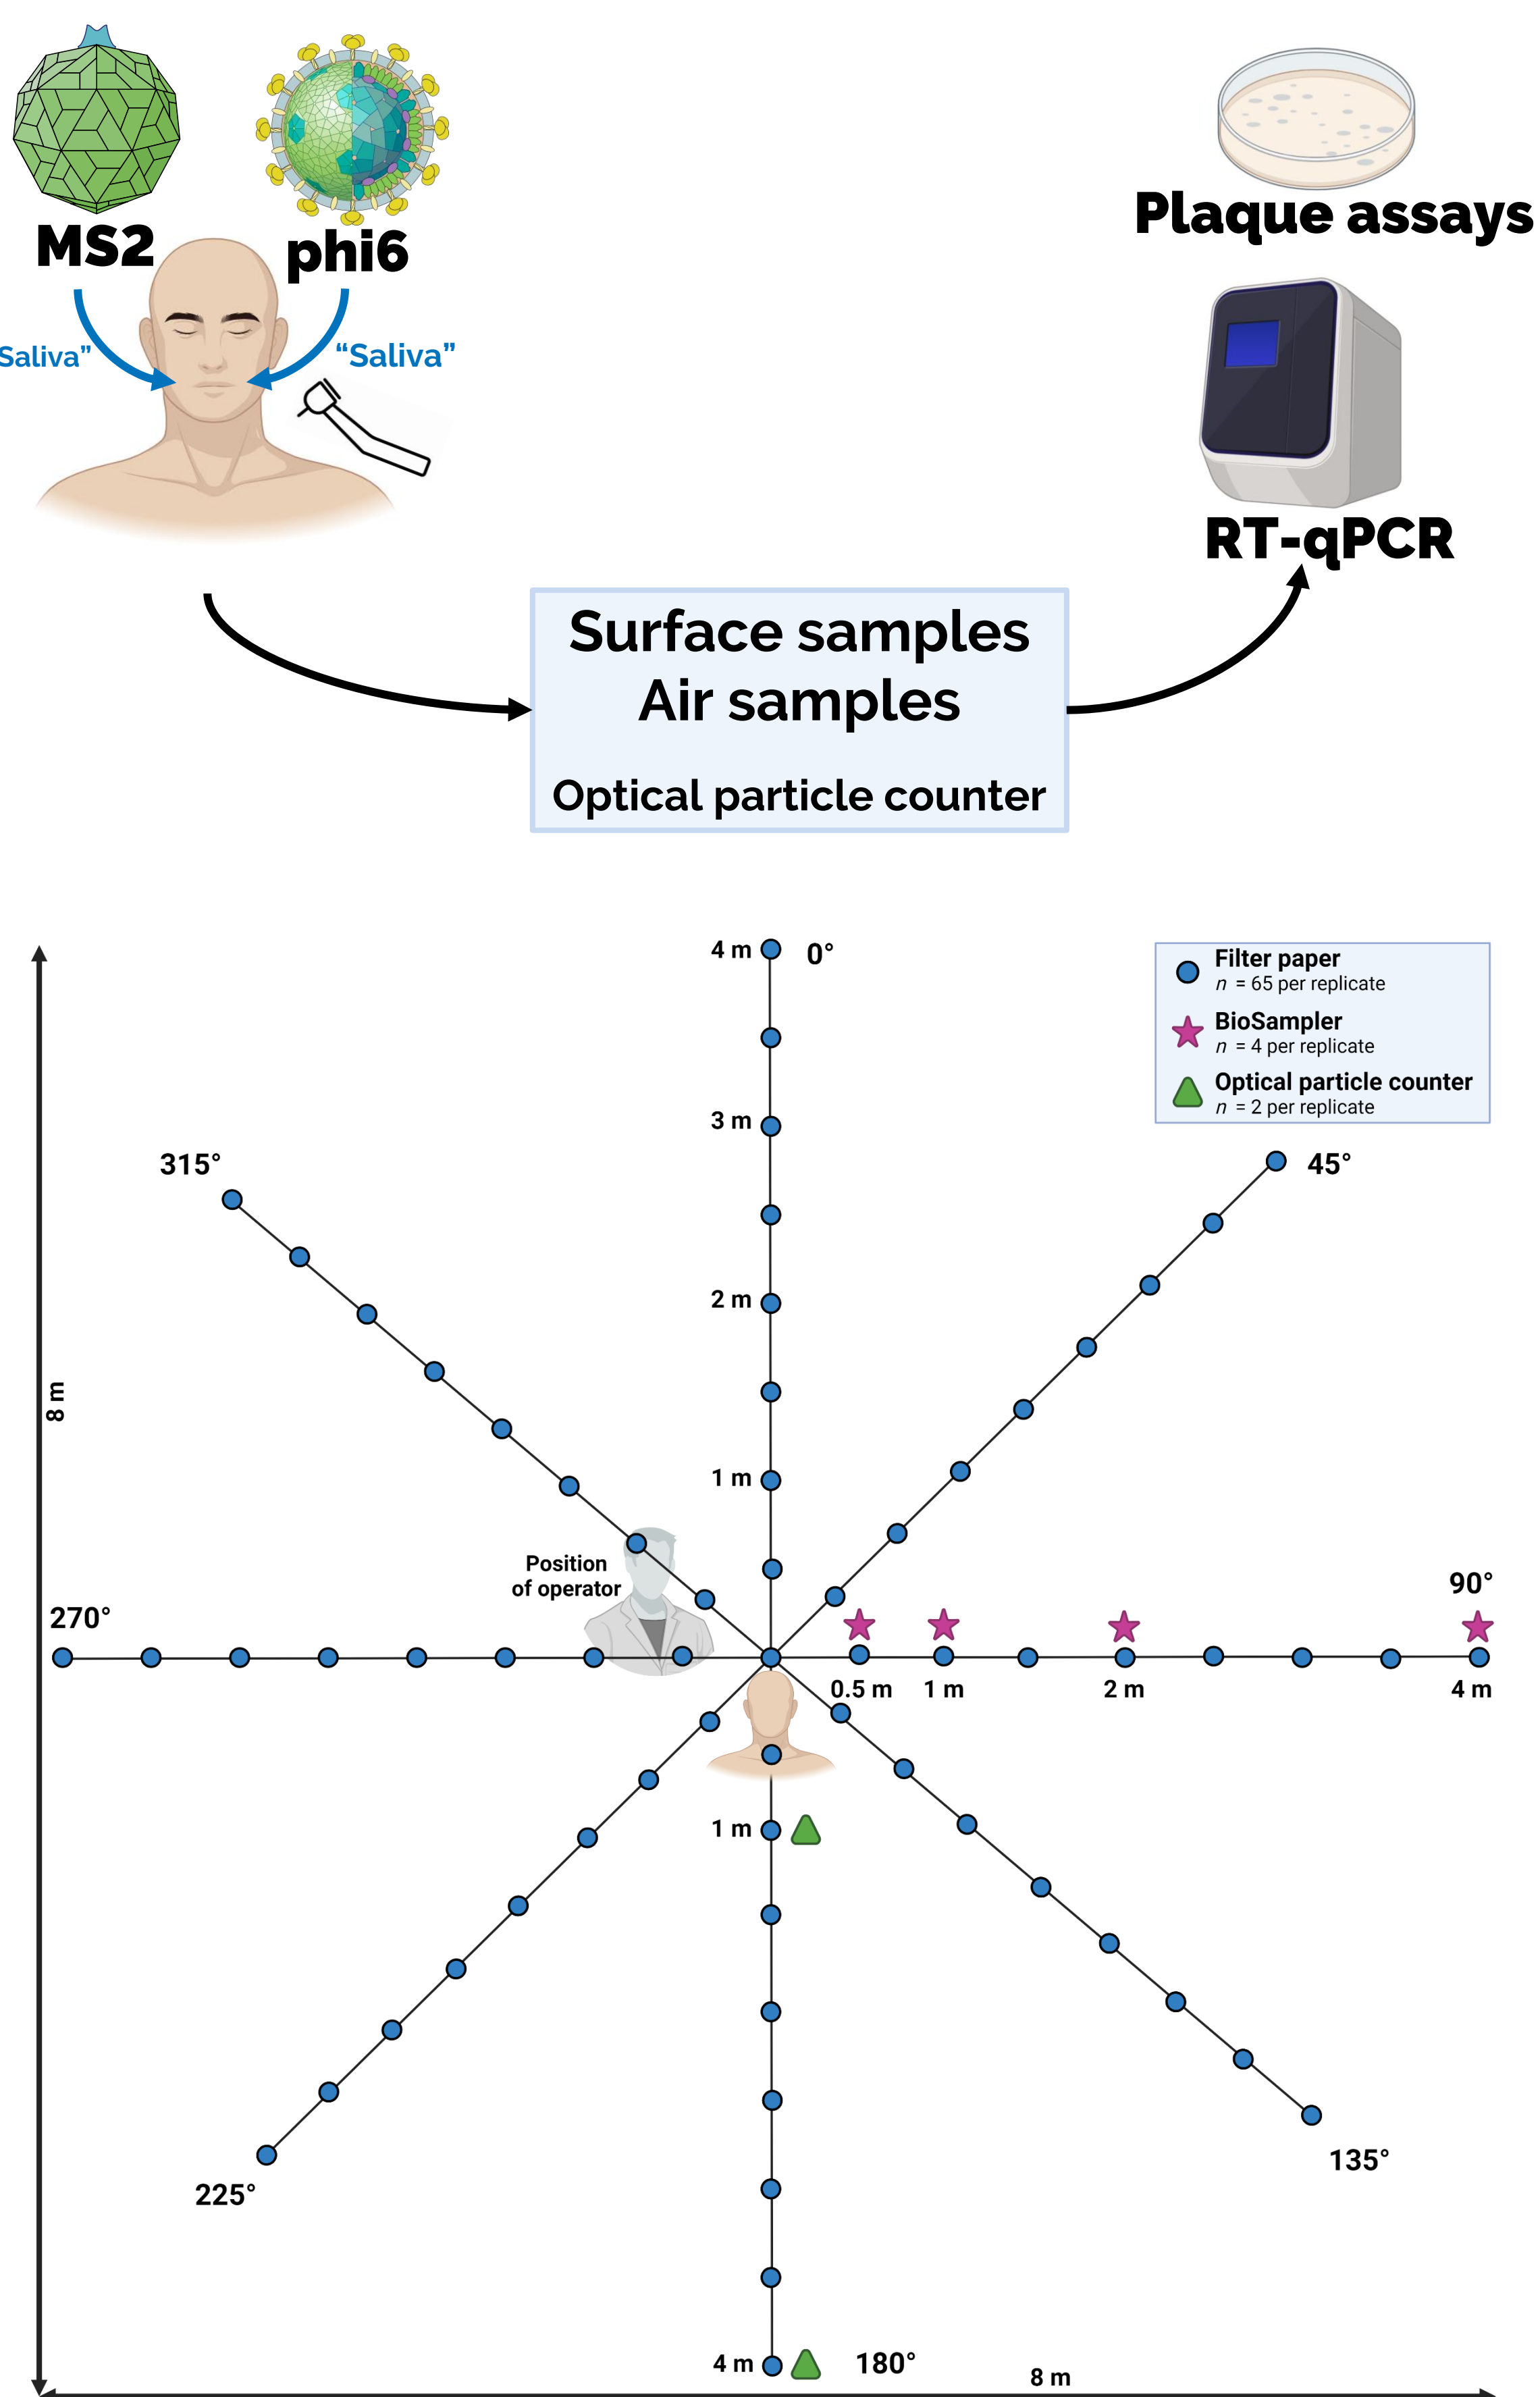 MS2
phi6
Saliva”
“Saliva”
Plaque assays
RT-qPCR
Surface samples
Air samples
Optical particle counter
4 m
0°
Filter paper
n = 65 per replicate
BioSampler
n = 4 per replicate
Optical particle counter
n = 2 per replicate
3 m
315°
45°
2 m
8 m
1 m
Position
of operator
270°
90°
0.5 m
1 m
2 m
4 m
1 m
135°
225°
4 m
180°
8 m